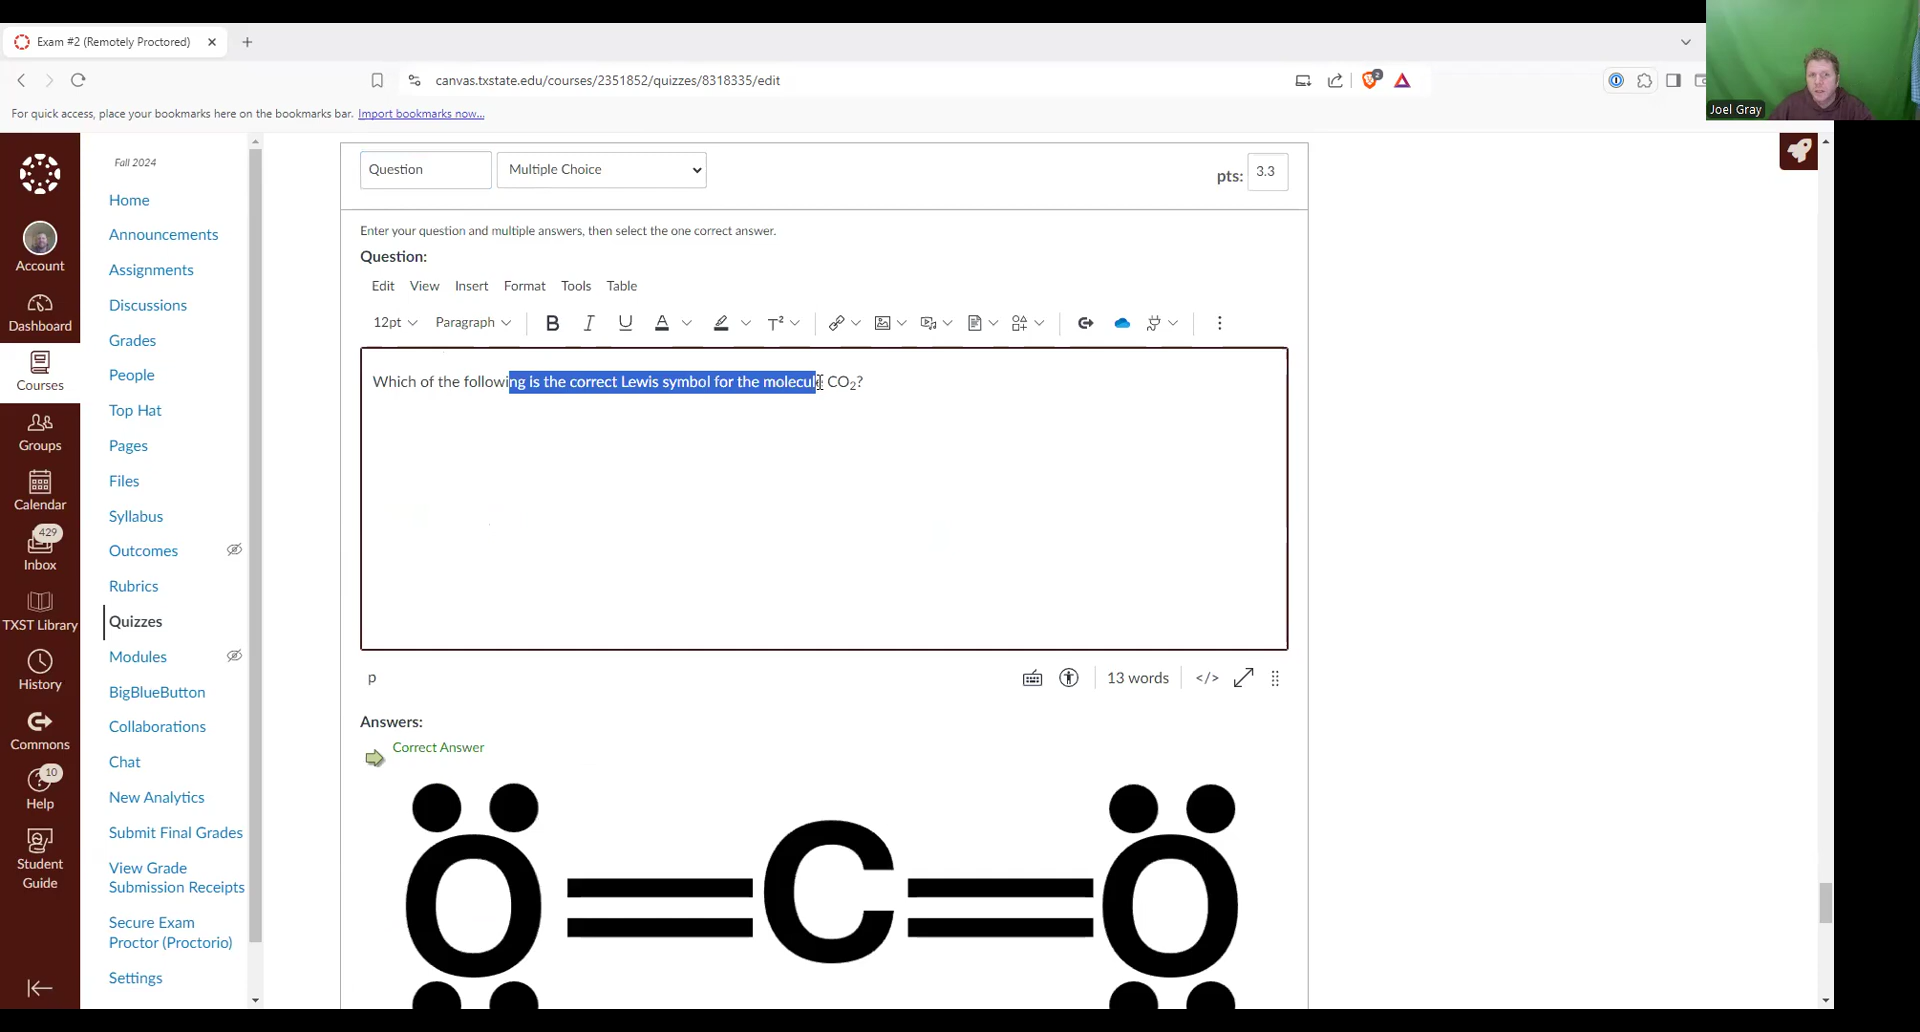 Exam #2 (Remotely Proctored)
canvas.txstate.edu/courses/2351852/quizzes/8318335/edit
2
For quick access, place your bookmarks here on the bookmarks bar. Import bookmarks now...
Joel Gray
Account
Dashboard
Courses
Groups
Calendar
429
Inbox
TXST Library
History
Commons
10
Help
Student
Guide
Fall 2024
Home
Announcements
Assignments
Discussions
Grades
People
Top Hat
Pages
Files
Syllabus
Outcomes
Rubrics
Quizzes
Modules
BigBlueButton
Collaborations
Chat
New Analytics
Submit Final Grades
View Grade
Submission Receipts
Secure Exam
Proctor (Proctorio)
Settings
Question
Multiple Choice
pts: 3.3
Enter your question and multiple answers, then select the one correct answer.
Question:
Edit View Insert Format Tools Table
12pt Paragraph B I U A T²
Which of the following is the correct Lewis symbol for the molecule CO₂?
p
13 words </>
Answers:
Correct Answer
O C O